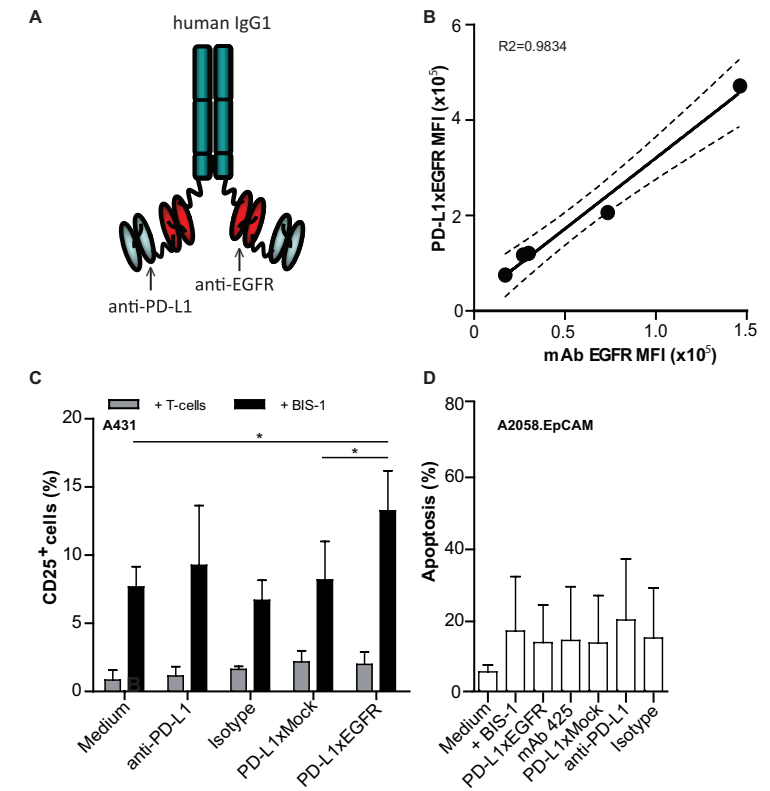 A
human IgG1
anti-PD-L1
anti-EGFR
B
R2=0.9834
PD-L1xEGFR MFI (x10⁵)
6
4
2
0
0
0.5
1.0
1.5
mAb EGFR MFI (x10⁵)
C
+ T-cells
+ BIS-1
A431
*
*
CD25⁺cells (%)
20
15
10
5
0
B
Medium
anti-PD-L1
Isotype
PD-L1xMock
PD-L1xEGFR
D
A2058.EpCAM
Apoptosis (%)
80
60
40
20
0
Medium
+ BIS-1
PD-L1xEGFR
mAb 425
PD-L1xMock
anti-PD-L1
Isotype